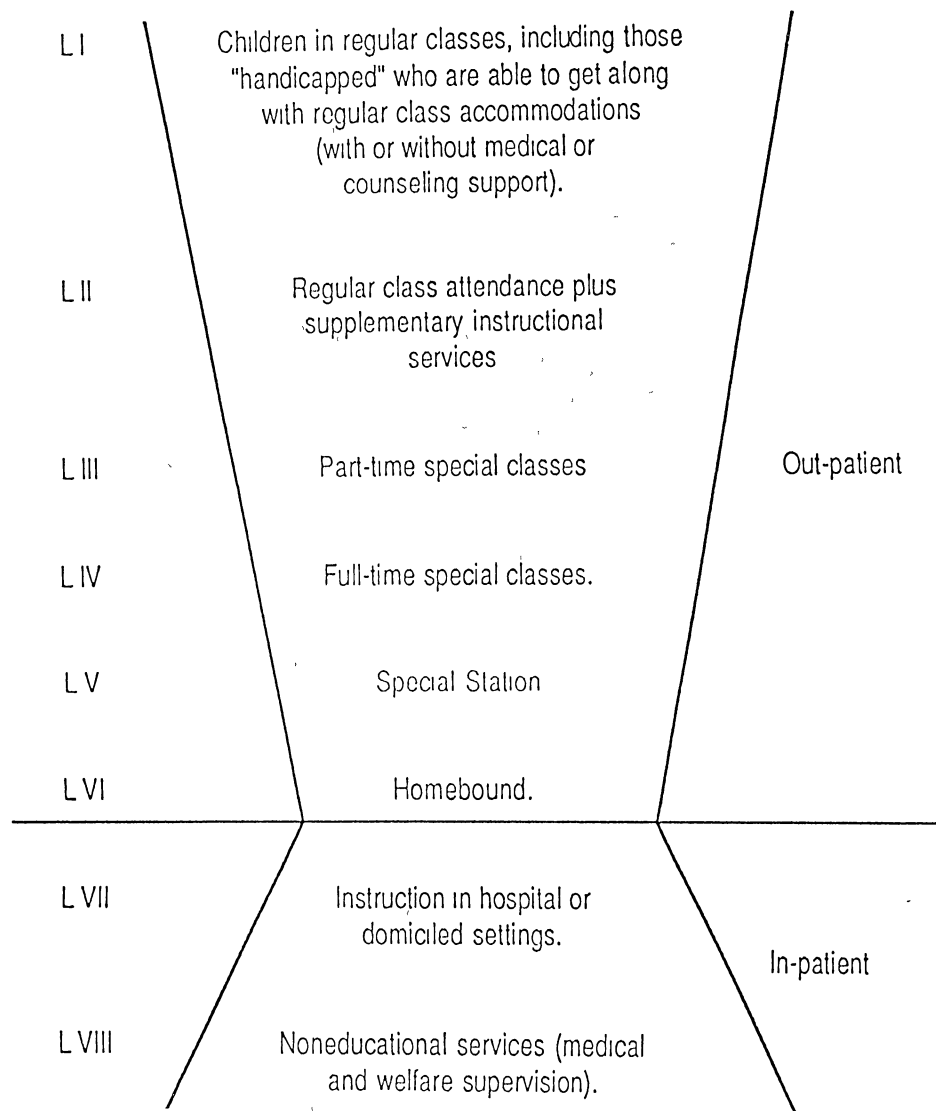 L I
Children in regular classes, including those
"handicapped" who are able to get along
with regular class accommodations
(with or without medical or
counseling support).
L II
Regular class attendance plus
supplementary instructional
services
L III
Part-time special classes
Out-patient
L IV
Full-time special classes.
L V
Special Station
L VI
Homebound.
L VII
Instruction in hospital or
domiciled settings.
In-patient
L VIII
Noneducational services (medical
and welfare supervision).